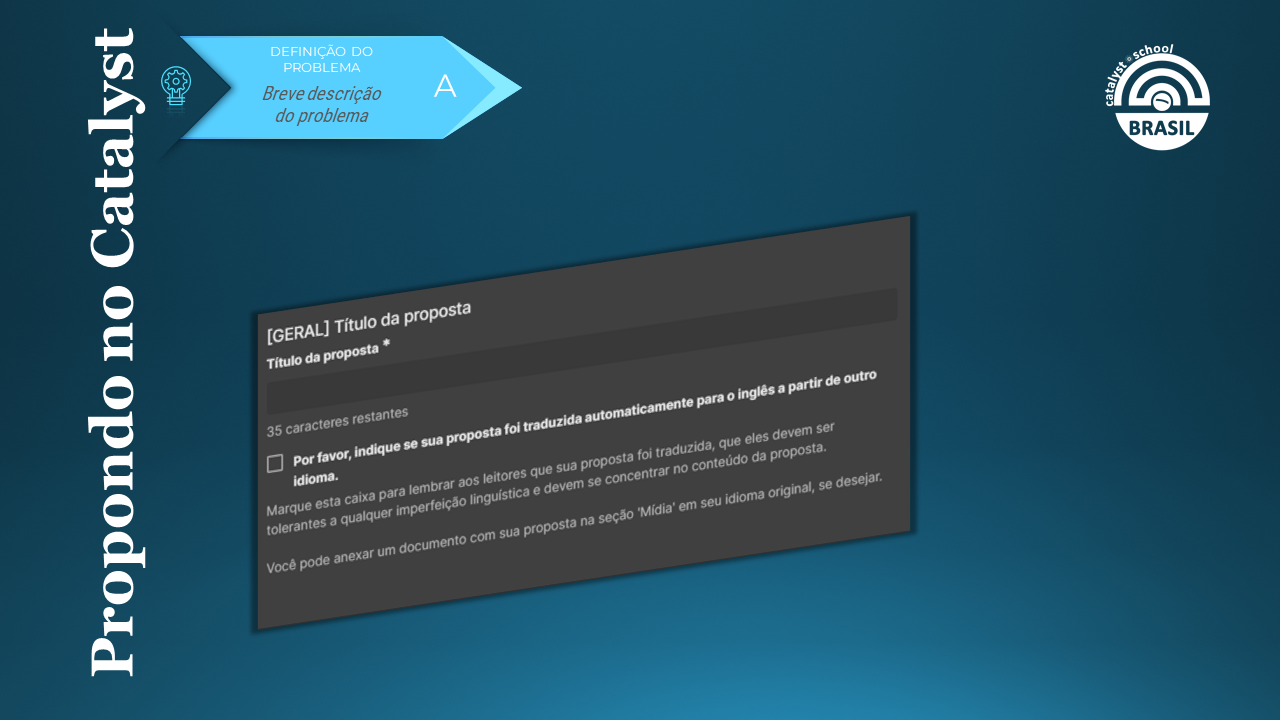 Propondo no Catalyst
DEFINIÇÃO DO
PROBLEMA
Breve descrição
do problema
A
catalyst school
BRASIL
[GERAL] Título da proposta
Título da proposta *
35 caracteres restantes
Por favor, indique se sua proposta foi traduzida automaticamente para o inglês a partir de outro
idioma.
Marque esta caixa para lembrar aos leitores que sua proposta foi traduzida, que eles devem ser
tolerantes a qualquer imperfeição linguística e devem se concentrar no conteúdo da proposta.
Você pode anexar um documento com sua proposta na seção 'Mídia' em seu idioma original, se desejar.